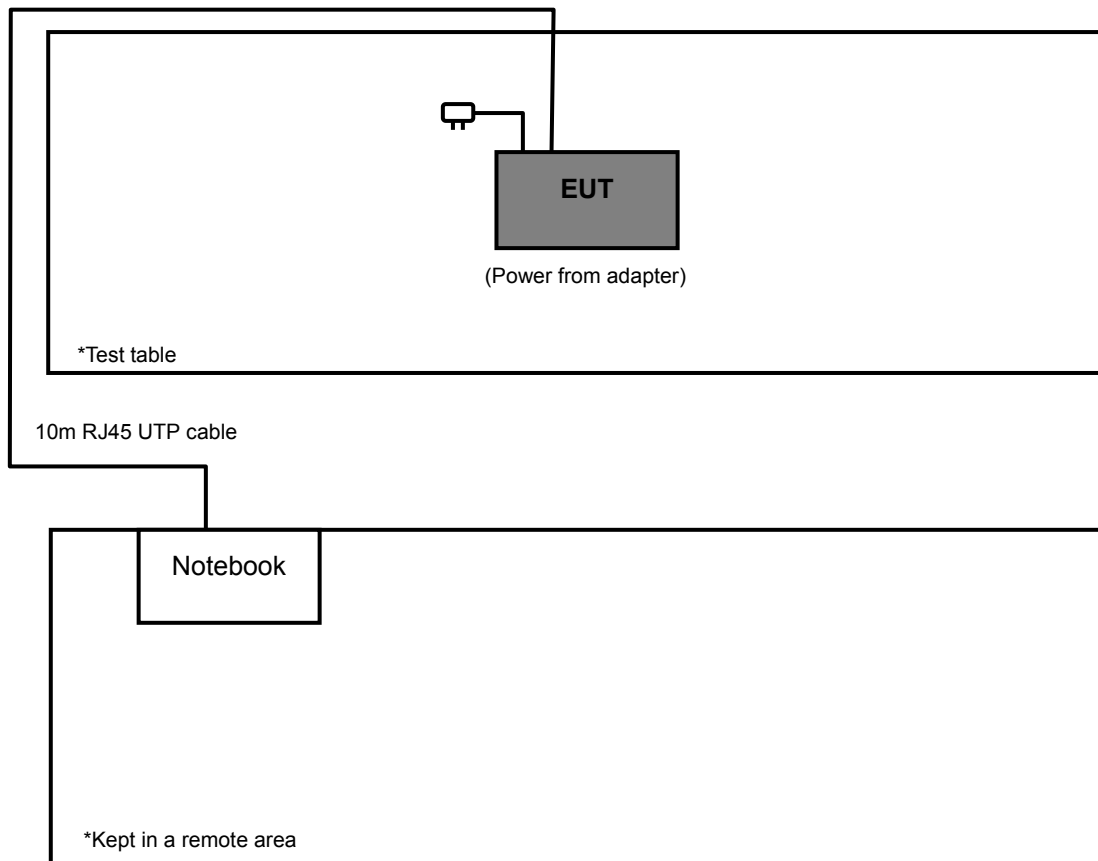 EUT
(Power from adapter)
*Test table
10m RJ45 UTP cable
Notebook
*Kept in a remote area